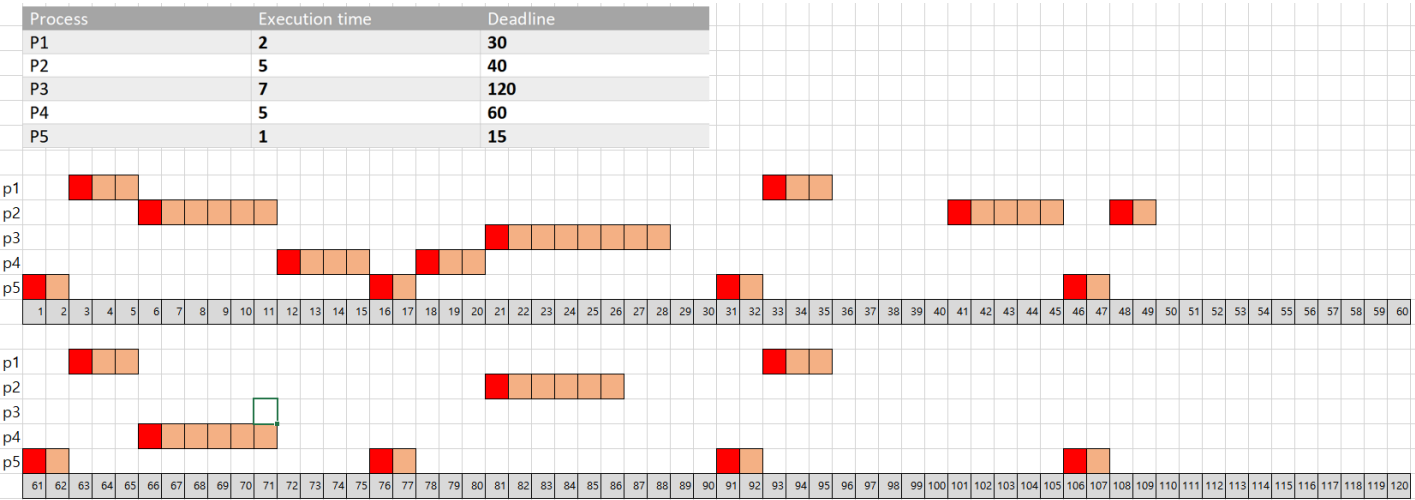 Process Execution time Deadline
P1 2 30
P2 5 40
P3 7 120
P4 5 60
P5 1 15
p1
p2
p3
p4
p5
1 2 3 4 5 6 7 8 9 10 11 12 13 14 15 16 17 18 19 20 21 22 23 24 25 26 27 28 29 30 31 32 33 34 35 36 37 38 39 40 41 42 43 44 45 46 47 48 49 50 51 52 53 54 55 56 57 58 59 60
p1
p2
p3
p4
p5
61 62 63 64 65 66 67 68 69 70 71 72 73 74 75 76 77 78 79 80 81 82 83 84 85 86 87 88 89 90 91 92 93 94 95 96 97 98 99 100 101 102 103 104 105 106 107 108 109 110 111 112 113 114 115 116 117 118 119 120